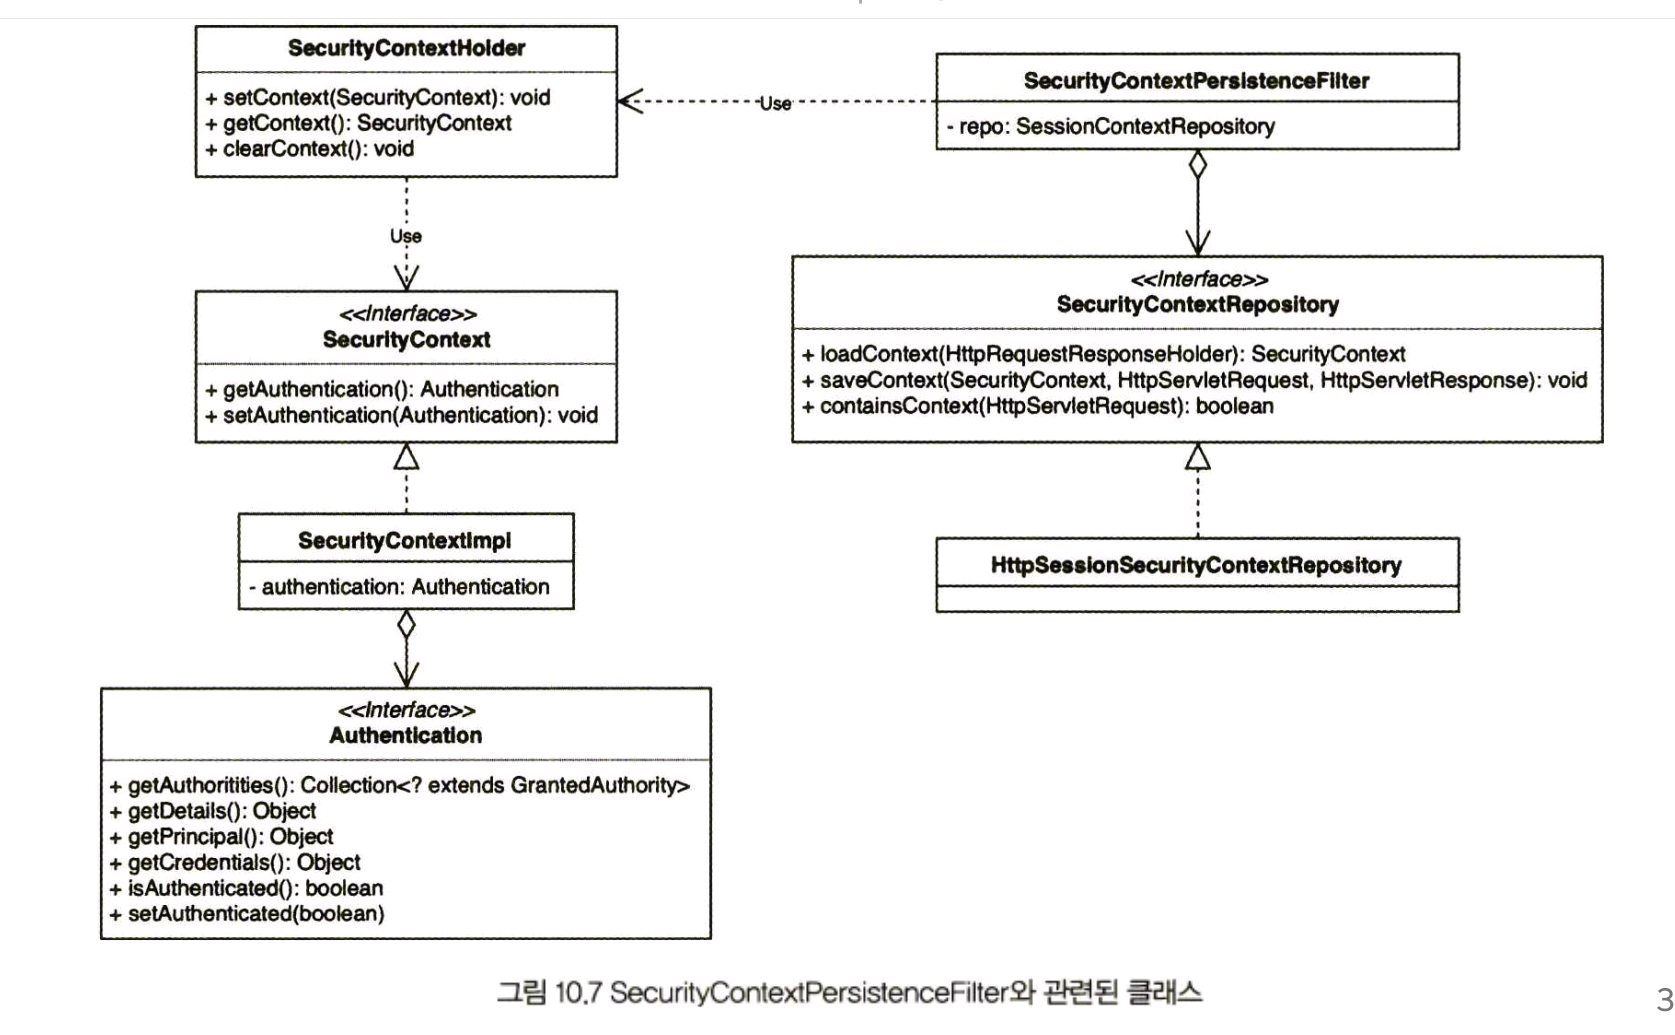 SecurityContextHolder
+ setContext(SecurityContext): void
+ getContext(): SecurityContext
+ clearContext(): void
Use
SecurityContextPersistenceFilter
- repo: SessionContextRepository
Use
<<Interface>>
SecurityContext
+ getAuthentication(): Authentication
+ setAuthentication(Authentication): void
<<Interface>>
SecurityContextRepository
+ loadContext(HttpRequestResponseHolder): SecurityContext
+ saveContext(SecurityContext, HttpServletRequest, HttpServletResponse): void
+ containsContext(HttpServletRequest): boolean
SecurityContextImpl
- authentication: Authentication
HttpSessionSecurityContextRepository
<<Interface>>
Authentication
+ getAuthoritities(): Collection<? extends GrantedAuthority>
+ getDetails(): Object
+ getPrincipal(): Object
+ getCredentials(): Object
+ isAuthenticated(): boolean
+ setAuthenticated(boolean)
그림 10.7 SecurityContextPersistenceFilter와 관련된 클래스
3